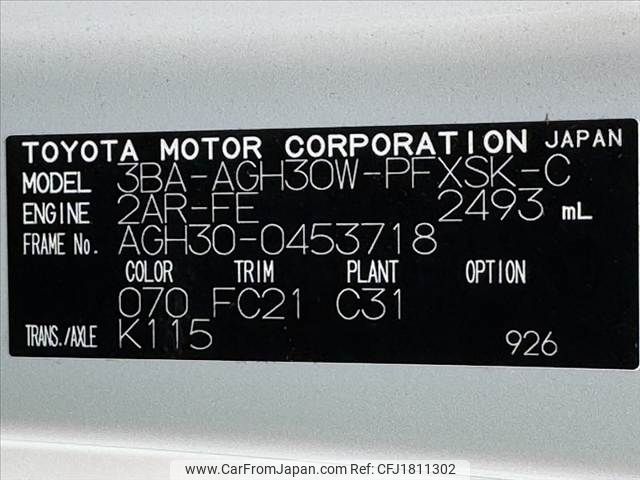 TOYOTA MOTOR CORPORATION JAPAN
MODEL 3BA-AGH30W-PFXSK-C
ENGINE 2AR-FE 2493 mL
FRAME No. AGH30-0453718
COLOR TRIM PLANT OPTION
070 FC21 C31
TRANS./AXLE K115 926
www.CarFromJapan.com | Ref No: CFJ1811302